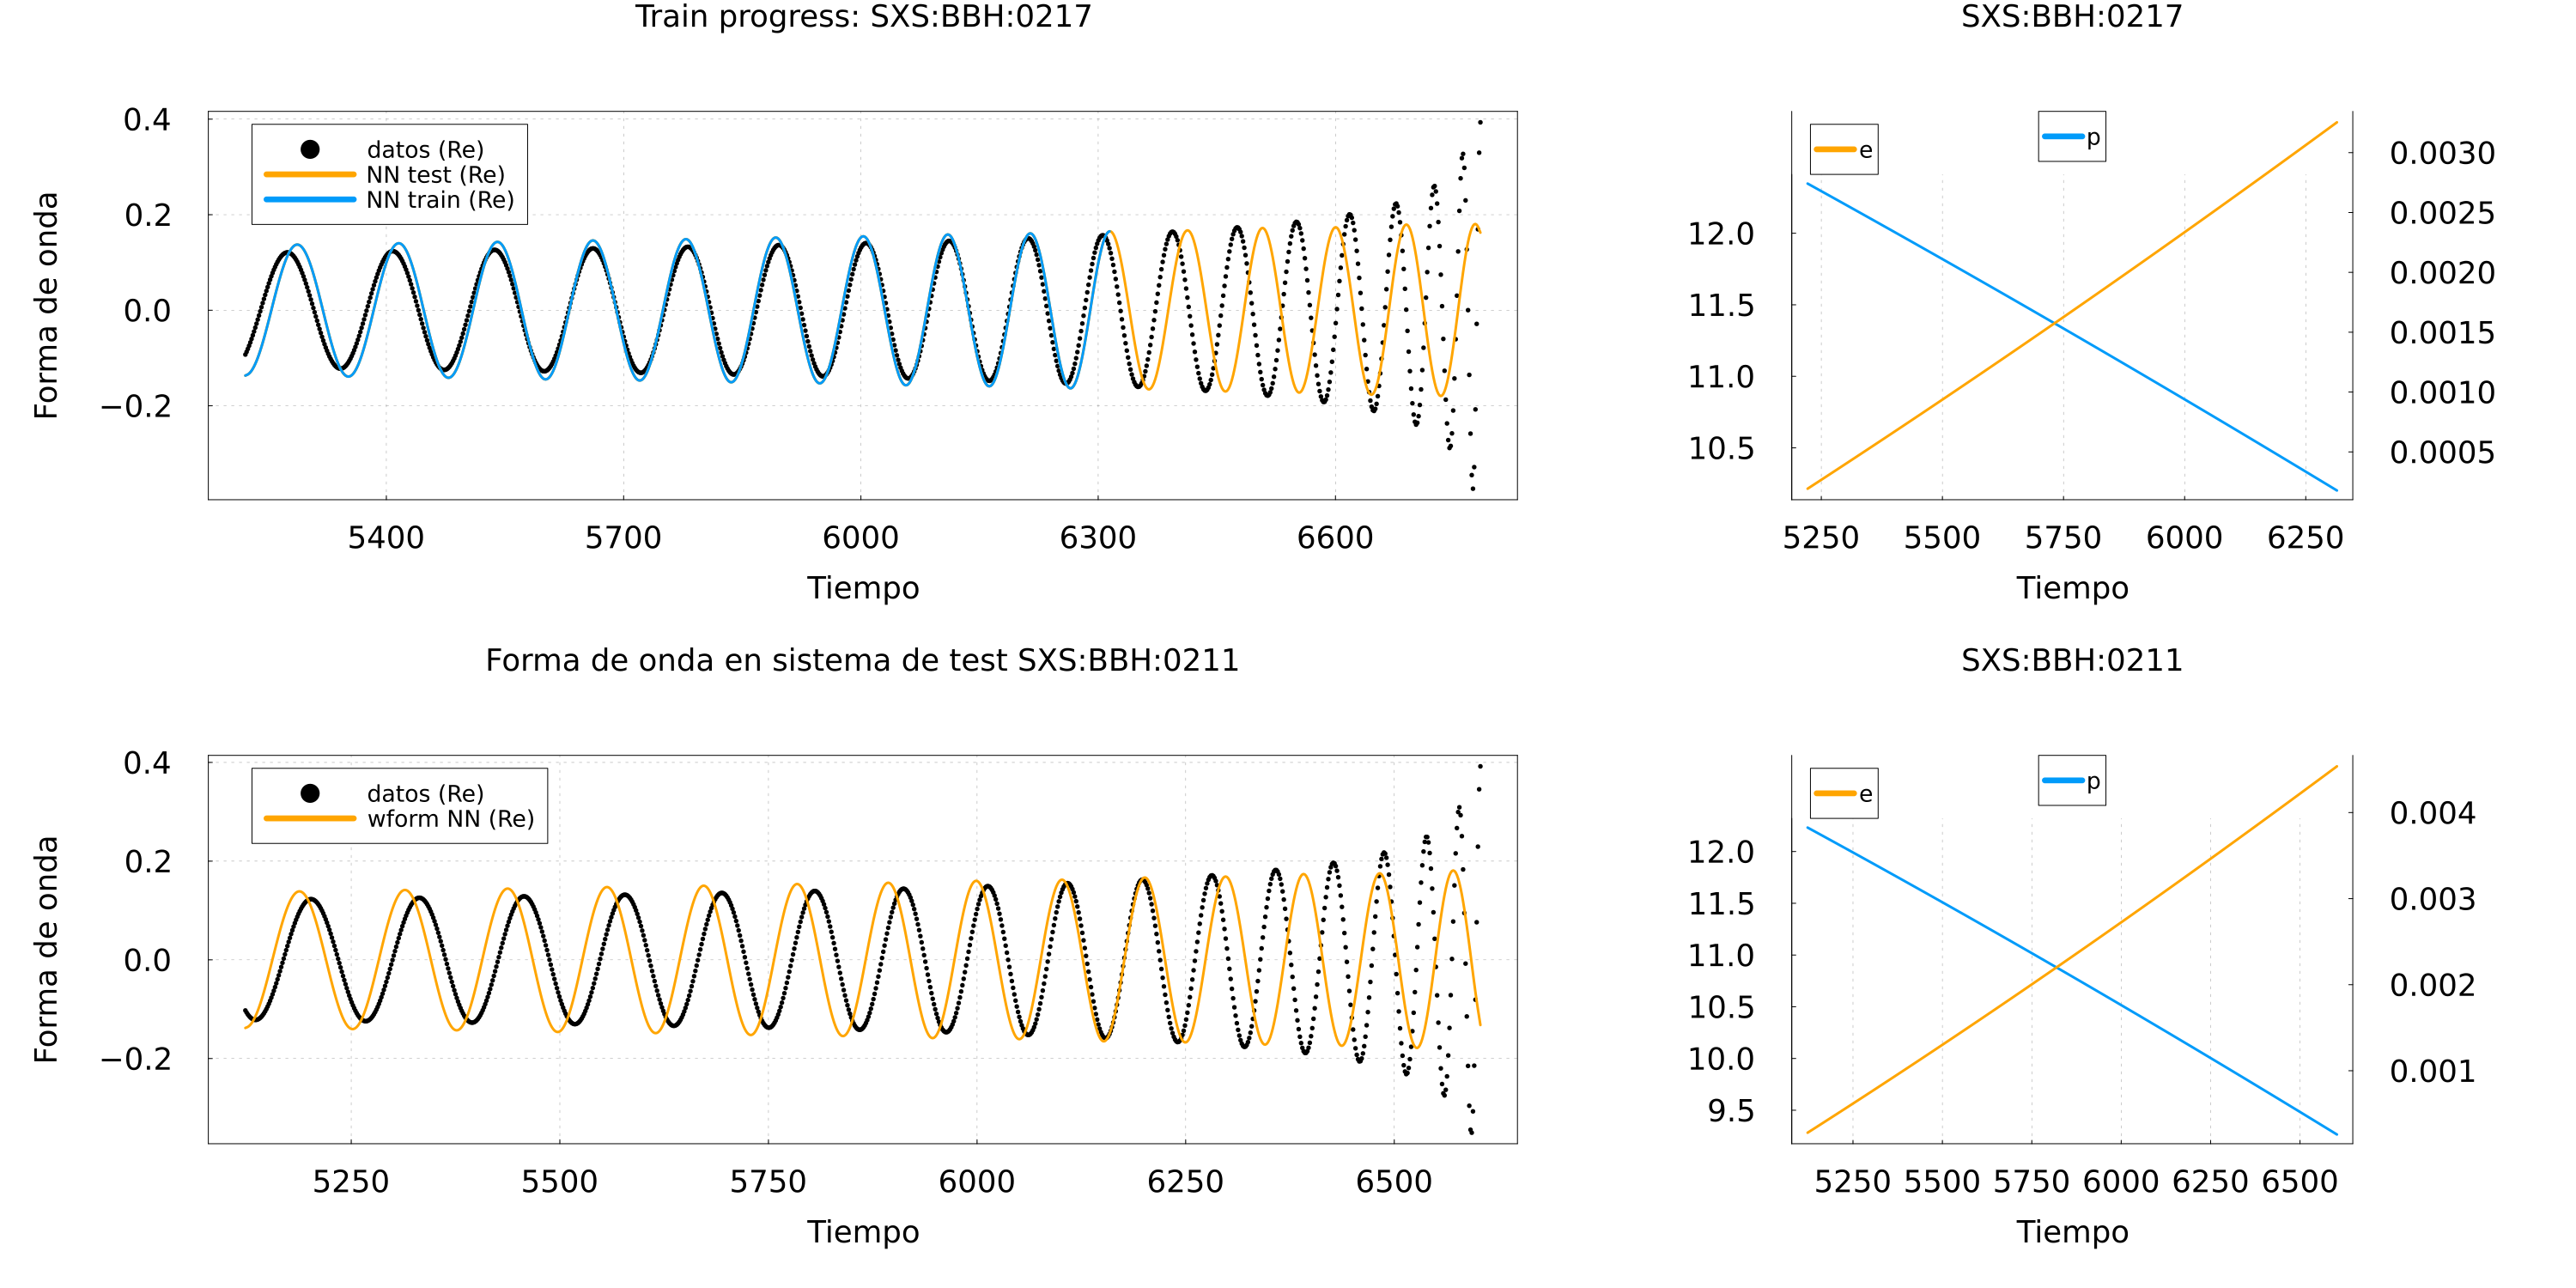 Train progress: SXS:BBH:0217
SXS:BBH:0217
0.4
0.2
0.0
−0.2
Forma de onda
datos (Re)
NN test (Re)
NN train (Re)
5400 5700 6000 6300 6600
Tiempo
e
p
12.0
11.5
11.0
10.5
0.0030
0.0025
0.0020
0.0015
0.0010
0.0005
5250 5500 5750 6000 6250
Tiempo
Forma de onda en sistema de test SXS:BBH:0211
SXS:BBH:0211
0.4
0.2
0.0
−0.2
Forma de onda
datos (Re)
wform NN (Re)
5250 5500 5750 6000 6250 6500
Tiempo
e
p
12.0
11.5
11.0
10.5
10.0
9.5
0.004
0.003
0.002
0.001
5250 5500 5750 6000 6250 6500
Tiempo